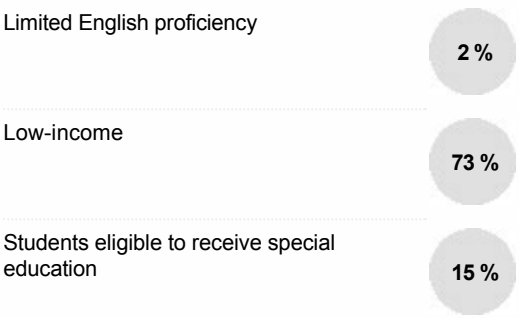 Limited English proficiency
2 %
Low-income
73 %
Students eligible to receive special
education
15 %